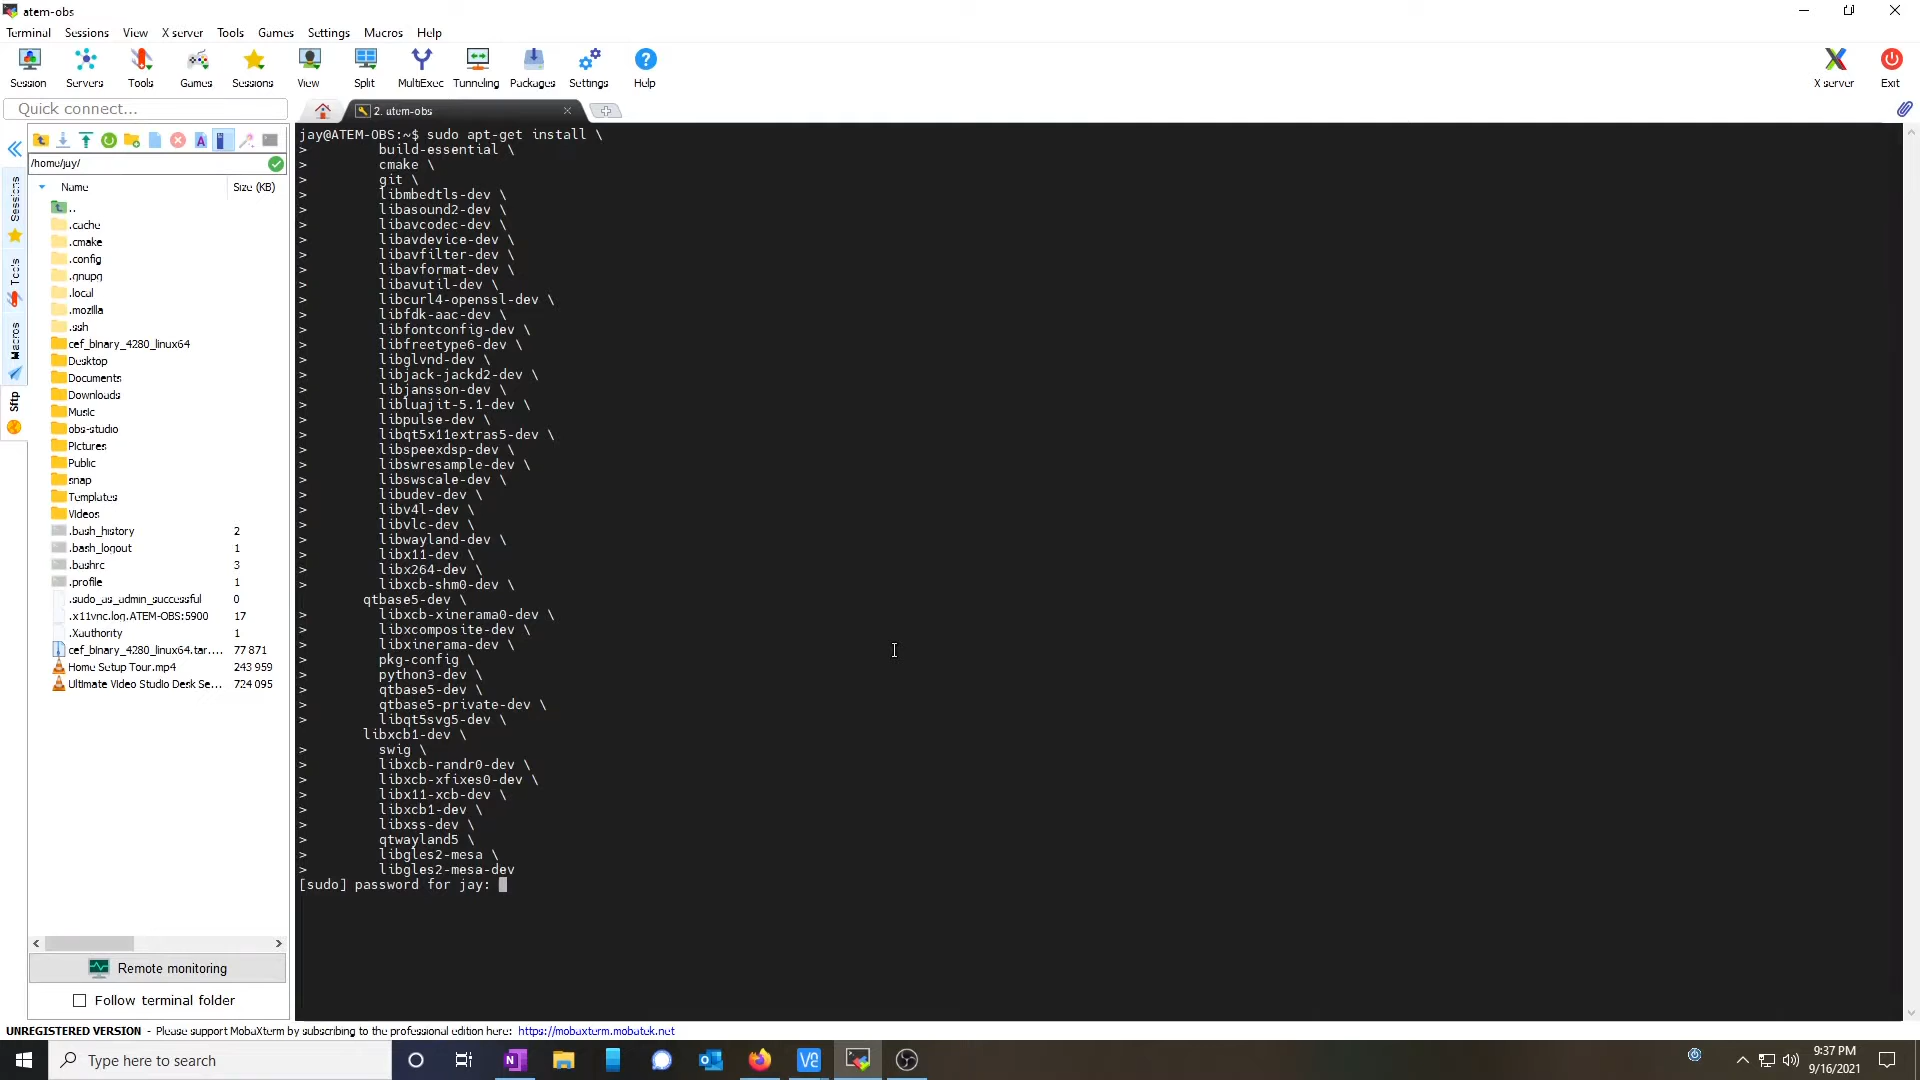 atem-obs
Terminal Sessions View X server Tools Games Settings Macros Help
Session Servers Tools Games Sessions View Split MultiExec Tunneling Packages Settings Help X server Exit
Quick connect...
2. atem-obs
/home/jay/
Name Size (KB)
..
.cache
.cmake
.config
.gnupg
.local
.mozilla
.ssh
cef_binary_4280_linux64
Desktop
Documents
Downloads
Music
obs-studio
Pictures
Public
snap
Templates
Videos
.bash_history 2
.bash_logout 1
.bashrc 3
.profile 1
.sudo_as_admin_successful 0
.x11vnc.log.ATEM-OBS:5900 17
.Xauthority 1
cef_binary_4280_linux64.tar.... 77 871
Home Setup Tour.mp4 243 959
Ultimate Video Studio Desk Se... 724 095
Sessions
Tools
Macros
Sftp
Remote monitoring
Follow terminal folder
jay@ATEM-OBS:~$ sudo apt-get install \
> build-essential \
> cmake \
> git \
> libmbedtls-dev \
> libasound2-dev \
> libavcodec-dev \
> libavdevice-dev \
> libavfilter-dev \
> libavformat-dev \
> libavutil-dev \
> libcurl4-openssl-dev \
> libfdk-aac-dev \
> libfontconfig-dev \
> libfreetype6-dev \
> libglvnd-dev \
> libjack-jackd2-dev \
> libjansson-dev \
> libluajit-5.1-dev \
> libpulse-dev \
> libqt5x11extras5-dev \
> libspeexdsp-dev \
> libswresample-dev \
> libswscale-dev \
> libudev-dev \
> libv4l-dev \
> libvlc-dev \
> libwayland-dev \
> libx11-dev \
> libx264-dev \
> libxcb-shm0-dev \
qtbase5-dev \
> libxcb-xinerama0-dev \
> libxcomposite-dev \
> libxinerama-dev \
> pkg-config \
> python3-dev \
> qtbase5-dev \
> qtbase5-private-dev \
> libqt5svg5-dev \
libxcb1-dev \
> swig \
> libxcb-randr0-dev \
> libxcb-xfixes0-dev \
> libx11-xcb-dev \
> libxcb1-dev \
> libxss-dev \
> qtwayland5 \
> libgles2-mesa \
> libgles2-mesa-dev
[sudo] password for jay:
UNREGISTERED VERSION - Please support MobaXterm by subscribing to the professional edition here: https://mobaxterm.mobatek.net
Type here to search
9:37 PM
9/16/2021